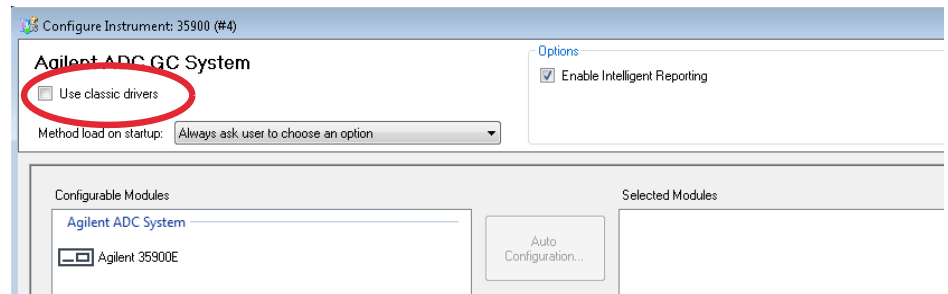 Configure Instrument: 35900 (#4)
Agilent ADC GC System
Use classic drivers
Method load on startup: Always ask user to choose an option
Options
Enable Intelligent Reporting
Configurable Modules
Agilent ADC System
Agilent 35900E
Auto
Configuration...
Selected Modules